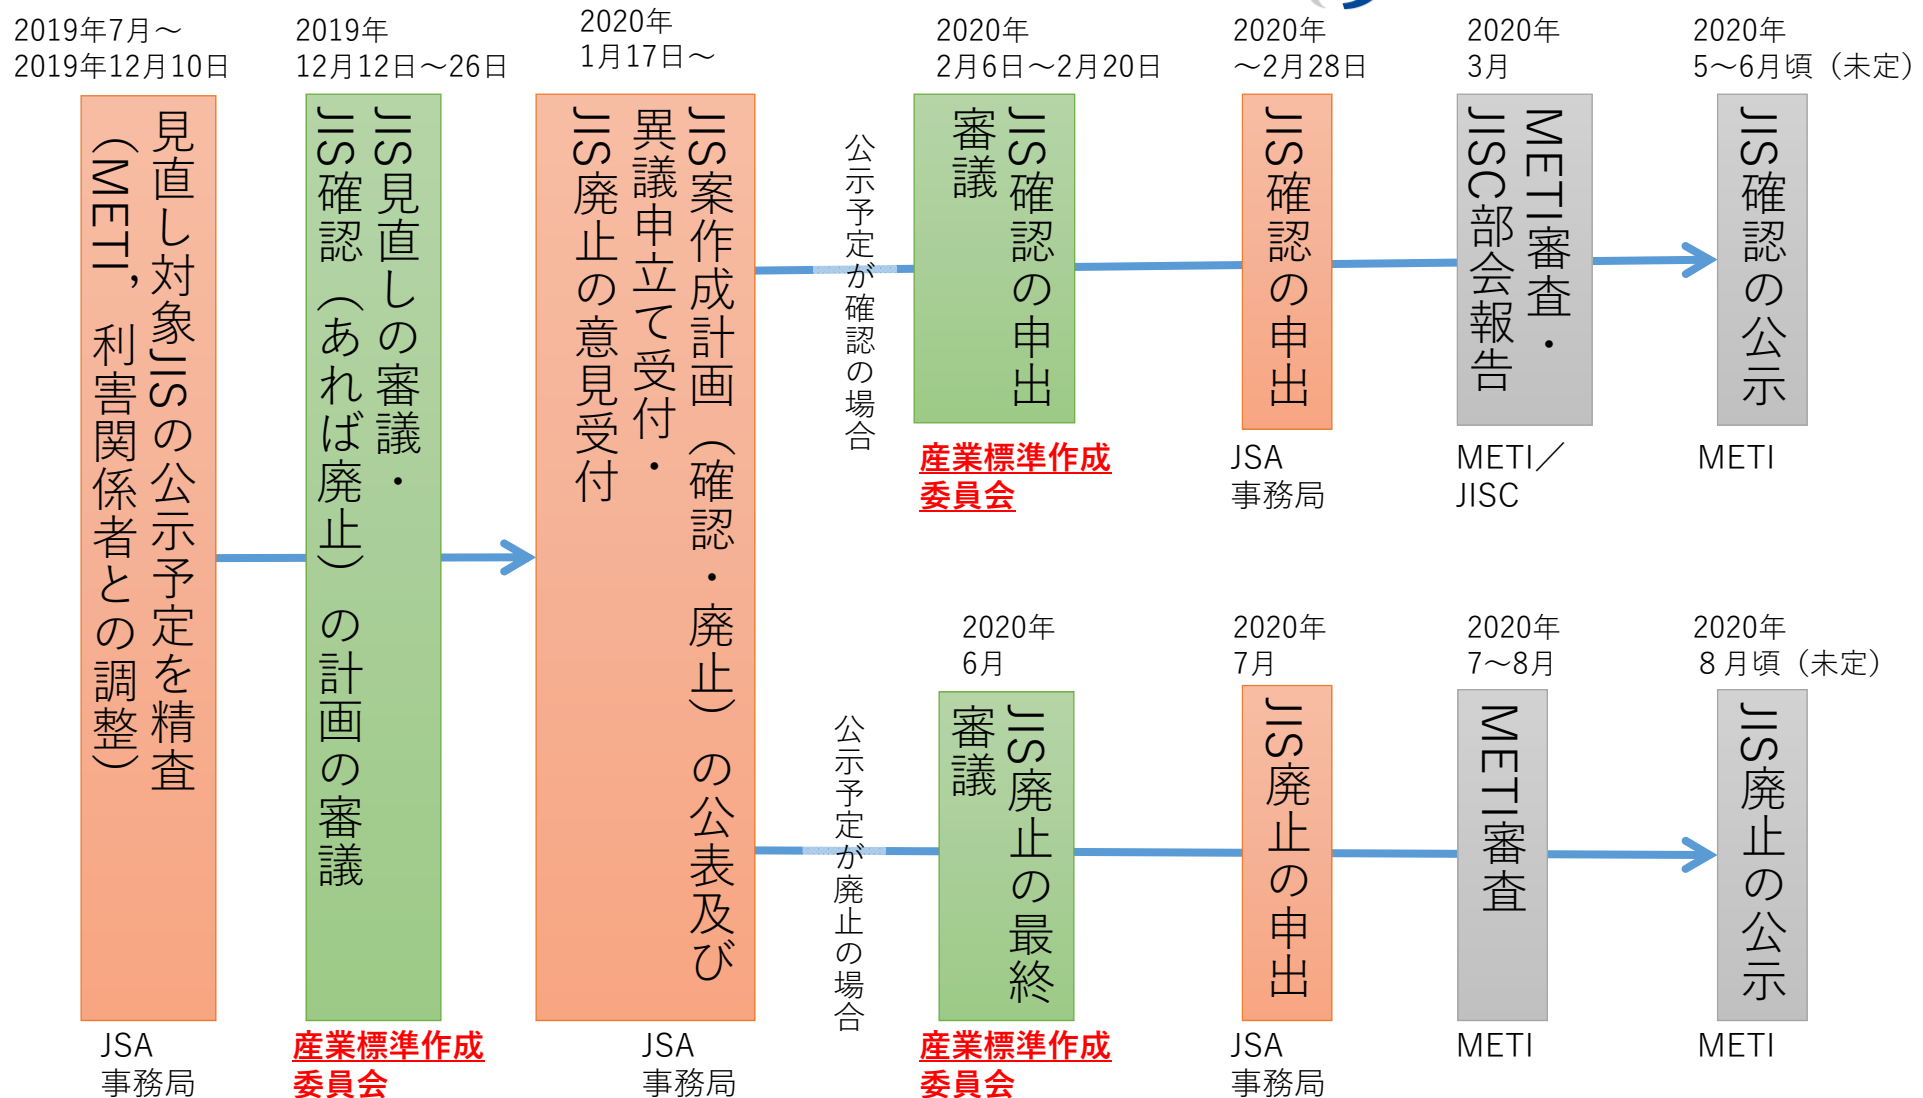 2019年7月～
2019年12月10日
見直し対象JISの公示予定を精査
（METI，利害関係者との調整）
JSA
事務局
2019年
12月12日～26日
JIS見直しの審議・
JIS確認（あれば廃止）の計画の審議
産業標準作成
委員会
2020年
1月17日～
JIS案作成計画（確認・廃止）の公表及び
異議申立て受付・
JIS廃止の意見受付
JSA
事務局
公示予定が確認の場合
2020年
2月6日～2月20日
JIS確認の申出
審議
産業標準作成
委員会
2020年
～2月28日
JIS確認の申出
JSA
事務局
2020年
3月
METI審査・
JISC部会報告
METI／
JISC
2020年
5～6月頃（未定）
JIS確認の公示
METI
公示予定が廃止の場合
2020年
6月
JIS廃止の最終
審議
産業標準作成
委員会
2020年
7月
JIS廃止の申出
JSA
事務局
2020年
7～8月
METI審査
METI
2020年
８月頃（未定）
JIS廃止の公示
METI